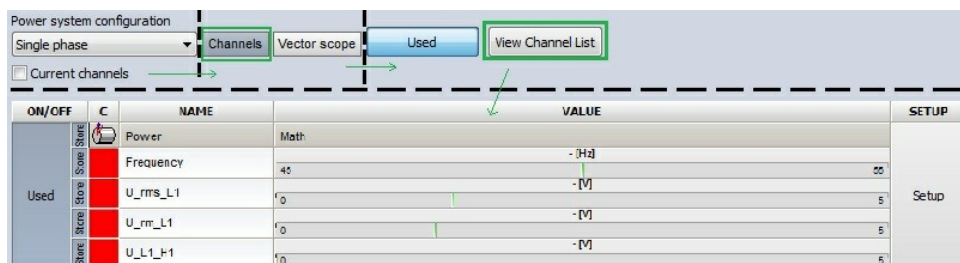 Power system configuration
Single phase
Channels
Vector scope
Used
View Channel List
Current channels
ON/OFF C NAME VALUE SETUP
Store Power Math
Store Frequency - [Hz]
45 55
Used Store U_rms_L1 - [V] Setup
0 5
Store U_rm_L1 - [V]
0 5
Store U_L1_H1 - [V]
0 5